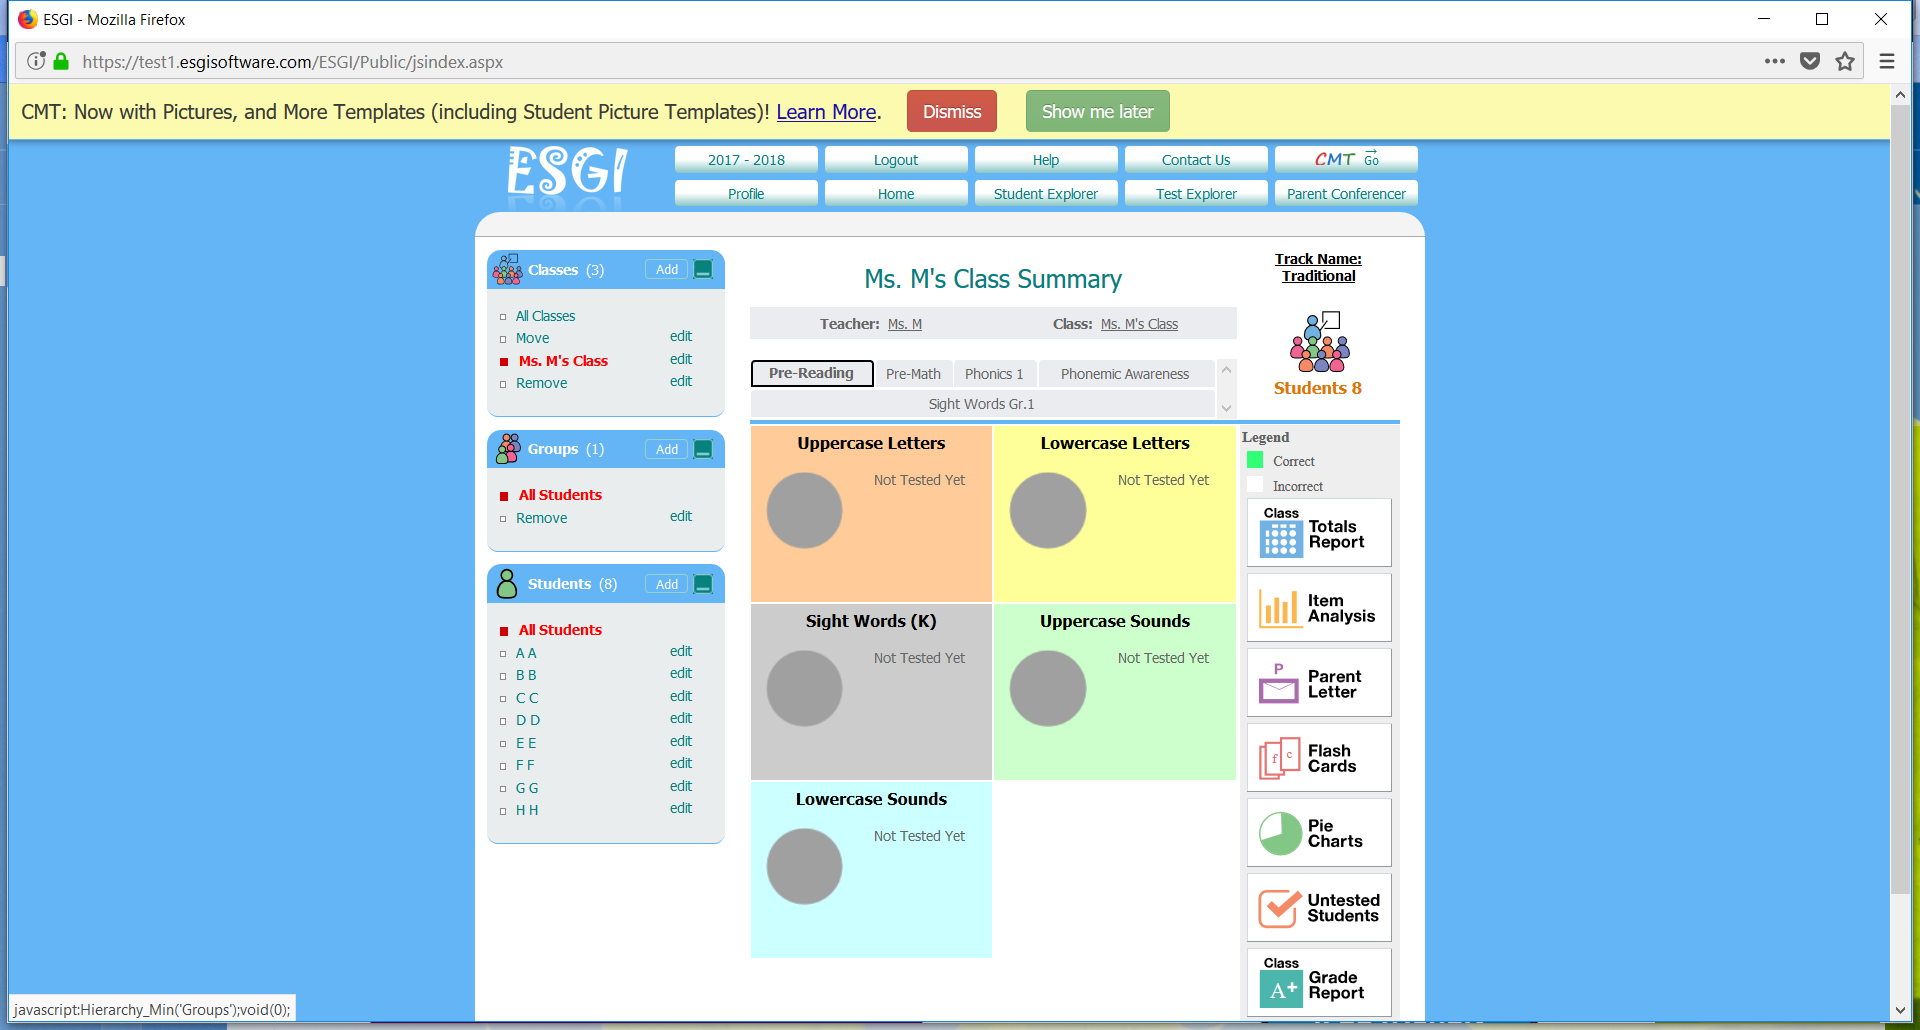 ESGI - Mozilla Firefox
https://test1.esgisoftware.com/ESGI/Public/jsindex.aspx
CMT: Now with Pictures, and More Templates (including Student Picture Templates)! Learn More.
Dismiss
Show me later
ESGI
2017 - 2018
Logout
Help
Contact Us
CMT Go
Profile
Home
Student Explorer
Test Explorer
Parent Conferencer
Classes (3)
Add
All Classes
Move edit
Ms. M's Class edit
Remove edit
Groups (1)
Add
All Students
Remove edit
Students (8)
Add
All Students
A A edit
B B edit
C C edit
D D edit
E E edit
F F edit
G G edit
H H edit
Ms. M's Class Summary
Teacher: Ms. M
Class: Ms. M's Class
Pre-Reading
Pre-Math
Phonics 1
Phonemic Awareness
Sight Words Gr.1
Uppercase Letters
Not Tested Yet
Lowercase Letters
Not Tested Yet
Sight Words (K)
Not Tested Yet
Uppercase Sounds
Not Tested Yet
Lowercase Sounds
Not Tested Yet
Track Name:
Traditional
Students 8
Legend
Correct
Incorrect
Class
Totals
Report
Item
Analysis
P
Parent
Letter
f c
Flash
Cards
Pie
Charts
Untested
Students
Class
A+
Grade
Report
javascript:Hierarchy_Min('Groups');void(0);